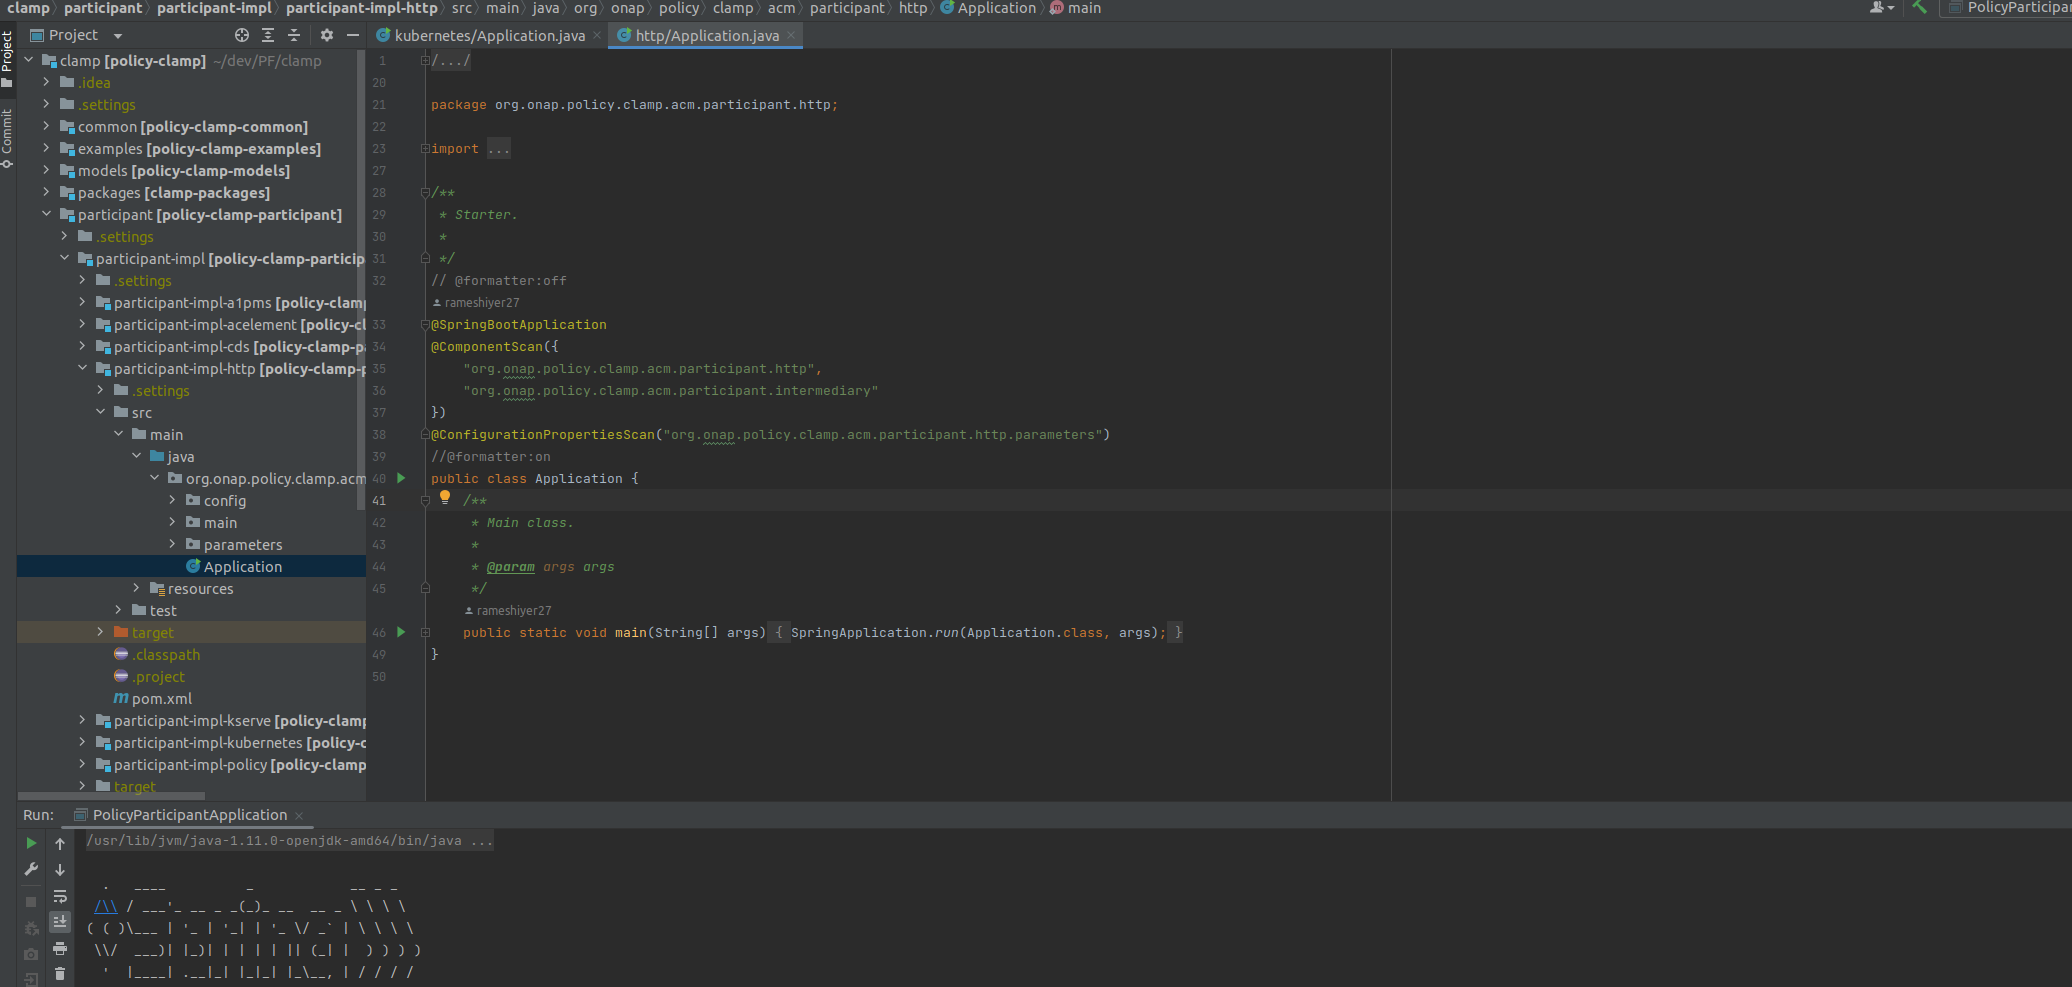 clamp participant participant-impl participant-impl-http src main java org onap policy clamp acm participant http Application main
PolicyParticipan
Project
Commit
Project
kubernetes/Application.java
http/Application.java
clamp [policy-clamp] ~/dev/PF/clamp
.idea
.settings
common [policy-clamp-common]
examples [policy-clamp-examples]
models [policy-clamp-models]
packages [clamp-packages]
participant [policy-clamp-participant]
.settings
participant-impl [policy-clamp-particip
.settings
participant-impl-a1pms [policy-clam
participant-impl-acelement [policy-cl
participant-impl-cds [policy-clamp-pa
participant-impl-http [policy-clamp-p
.settings
src
main
java
org.onap.policy.clamp.acm
config
main
parameters
Application
resources
test
target
.classpath
.project
pom.xml
participant-impl-kserve [policy-clamp
participant-impl-kubernetes [policy-c
participant-impl-policy [policy-clamp
target
1 /.../
20
21 package org.onap.policy.clamp.acm.participant.http;
22
23 import ...
27
28 /**
29 * Starter.
30 *
31 */
32 // @formatter:off
rameshiyer27
33 @SpringBootApplication
34 @ComponentScan({
35 "org.onap.policy.clamp.acm.participant.http",
36 "org.onap.policy.clamp.acm.participant.intermediary"
37 })
38 @ConfigurationPropertiesScan("org.onap.policy.clamp.acm.participant.http.parameters")
39 //@formatter:on
40 public class Application {
41 /**
42 * Main class.
43 *
44 * @param args args
45 */
rameshiyer27
46 public static void main(String[] args) { SpringApplication.run(Application.class, args); }
49 }
50
Run: PolicyParticipantApplication
/usr/lib/jvm/java-1.11.0-openjdk-amd64/bin/java ...
  .   ____          _            __ _ _
 /\\ / ___'_ __ _ _(_)_ __  __ _ \ \ \ \
( ( )\___ | '_ | '_| | '_ \/ _` | \ \ \ \
 \\/  ___)| |_)| | | | | || (_| |  ) ) ) )
  '  |____| .__|_| |_|_| |_\__, | / / / /